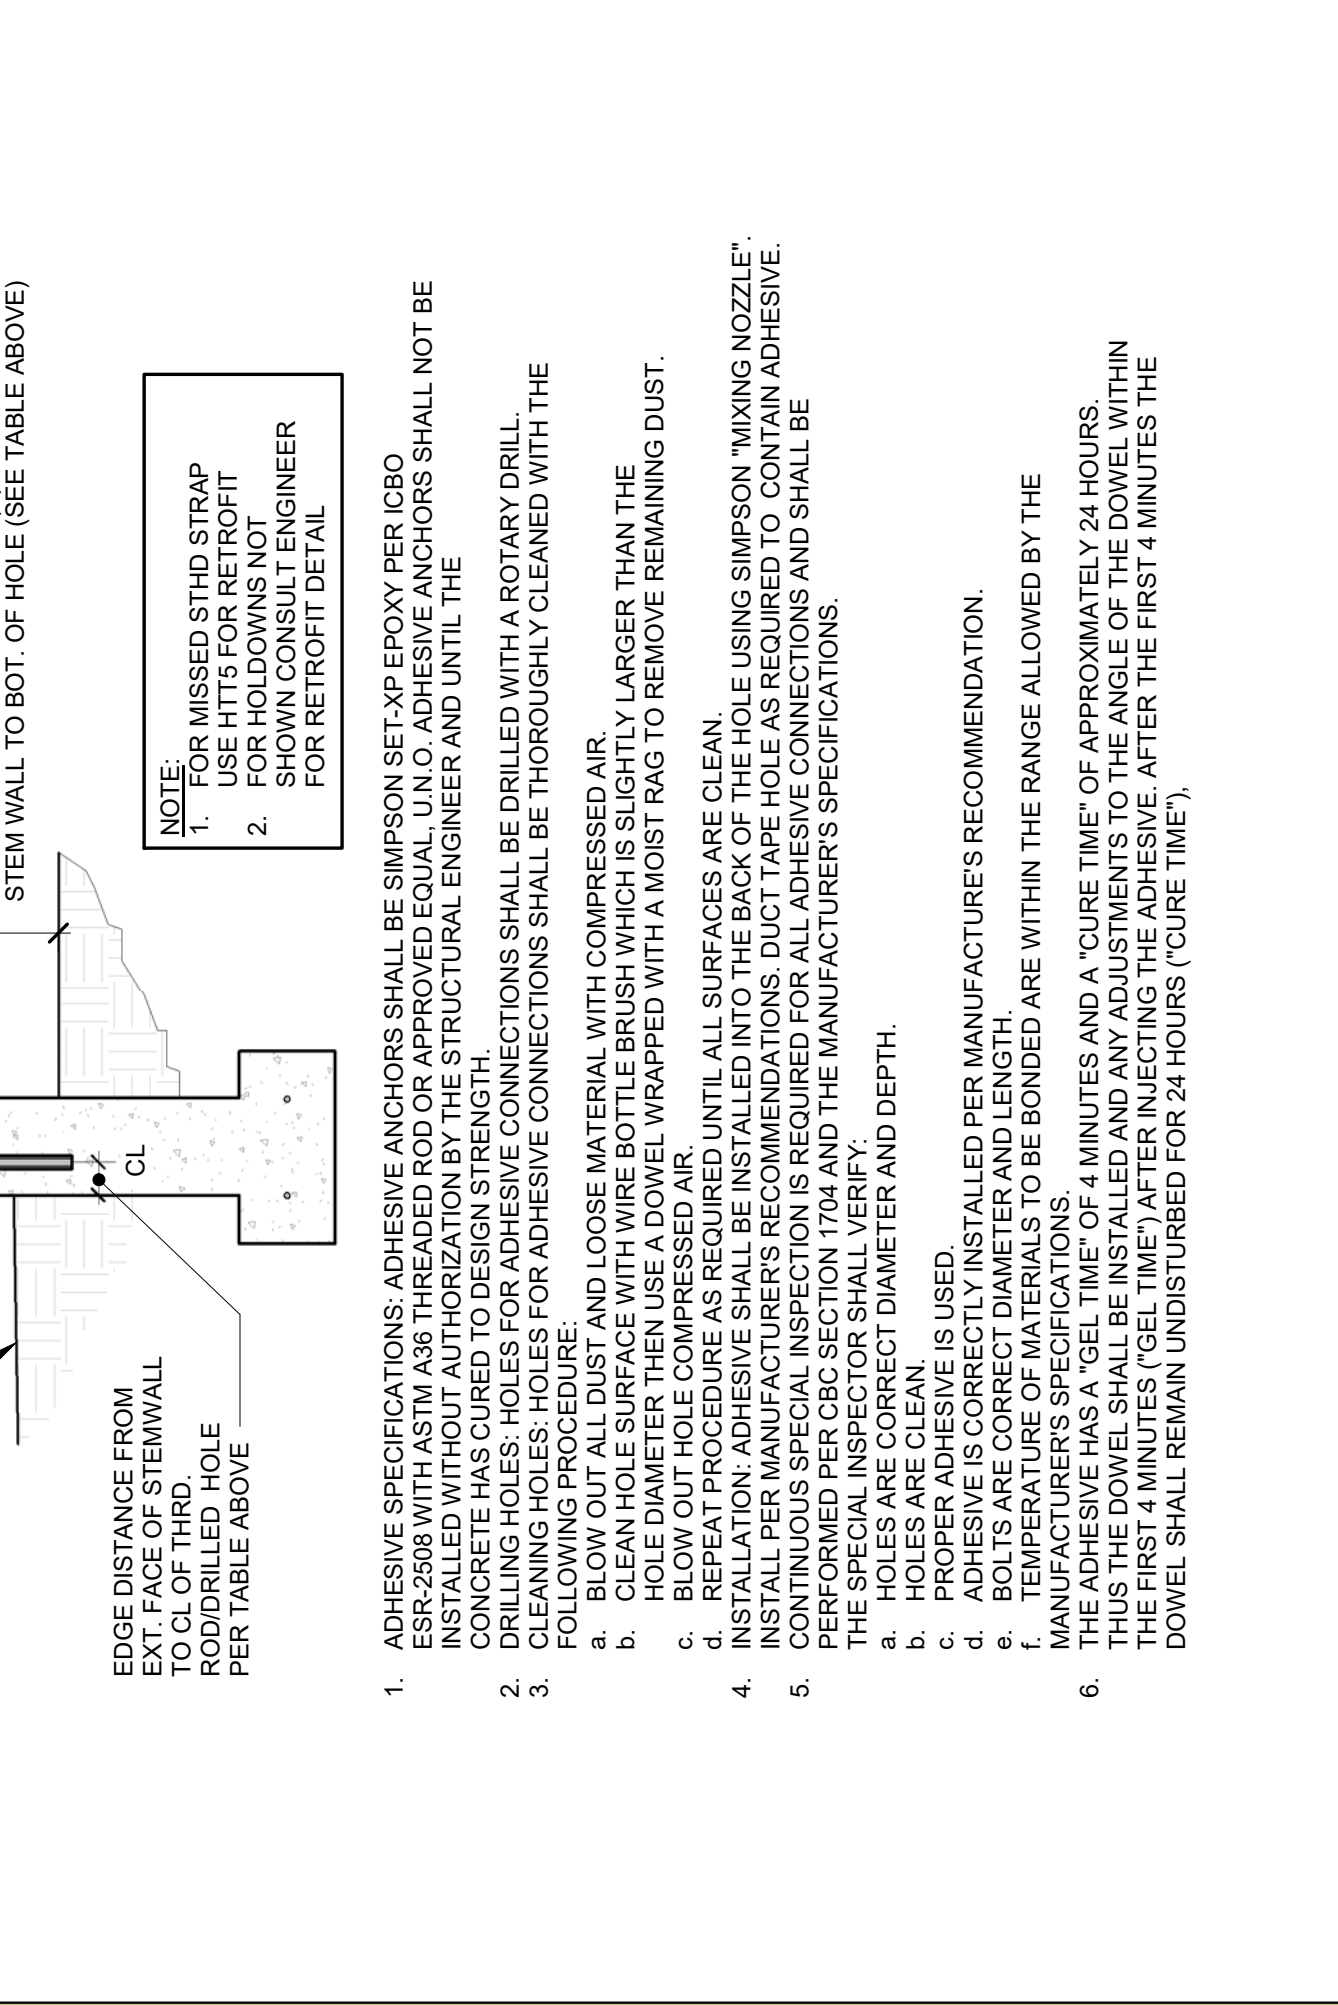 STEM WALL TO BOT. OF HOLE (SEE TABLE ABOVE)
CL
EDGE DISTANCE FROM
EXT. FACE OF STEMWALL
TO CL OF THRD.
ROD/DRILLED HOLE
PER TABLE ABOVE
NOTE:
1. FOR MISSED STHD STRAP
USE HTT5 FOR RETROFIT
2. FOR HOLDOWNS NOT
SHOWN CONSULT ENGINEER
FOR RETROFIT DETAIL
1. ADHESIVE SPECIFICATIONS: ADHESIVE ANCHORS SHALL BE SIMPSON SET-XP EPOXY PER ICBO
ESR-2508 WITH ASTM A36 THREADED ROD OR APPROVED EQUAL, U.N.O. ADHESIVE ANCHORS SHALL NOT BE
INSTALLED WITHOUT AUTHORIZATION BY THE STRUCTURAL ENGINEER AND UNTIL THE
CONCRETE HAS CURED TO DESIGN STRENGTH.
2. DRILLING HOLES: HOLES FOR ADHESIVE CONNECTIONS SHALL BE DRILLED WITH A ROTARY DRILL.
3. CLEANING HOLES: HOLES FOR ADHESIVE CONNECTIONS SHALL BE THOROUGHLY CLEANED WITH THE
FOLLOWING PROCEDURE:
a. BLOW OUT ALL DUST AND LOOSE MATERIAL WITH COMPRESSED AIR.
b. CLEAN HOLE SURFACE WITH WIRE BOTTLE BRUSH WHICH IS SLIGHTLY LARGER THAN THE
HOLE DIAMETER THEN USE A DOWEL WRAPPED WITH A MOIST RAG TO REMOVE REMAINING DUST.
c. BLOW OUT HOLE COMPRESSED AIR.
d. REPEAT PROCEDURE AS REQUIRED UNTIL ALL SURFACES ARE CLEAN.
4. INSTALLATION: ADHESIVE SHALL BE INSTALLED INTO THE BACK OF THE HOLE USING SIMPSON "MIXING NOZZLE".
INSTALL PER MANUFACTURER'S RECOMMENDATIONS. DUCT TAPE HOLE AS REQUIRED TO CONTAIN ADHESIVE.
5. CONTINUOUS SPECIAL INSPECTION IS REQUIRED FOR ALL ADHESIVE CONNECTIONS AND SHALL BE
PERFORMED PER CBC SECTION 1704 AND THE MANUFACTURER'S SPECIFICATIONS.
THE SPECIAL INSPECTOR SHALL VERIFY:
a. HOLES ARE CORRECT DIAMETER AND DEPTH.
b. HOLES ARE CLEAN.
c. PROPER ADHESIVE IS USED.
d. ADHESIVE IS CORRECTLY INSTALLED PER MANUFACTURE'S RECOMMENDATION.
e. BOLTS ARE CORRECT DIAMETER AND LENGTH.
f. TEMPERATURE OF MATERIALS TO BE BONDED ARE WITHIN THE RANGE ALLOWED BY THE
MANUFACTURER'S SPECIFICATIONS.
6. THE ADHESIVE HAS A "GEL TIME" OF 4 MINUTES AND A "CURE TIME" OF APPROXIMATELY 24 HOURS.
THUS THE DOWEL SHALL BE INSTALLED AND ANY ADJUSTMENTS TO THE ANGLE OF THE DOWEL WITHIN
THE FIRST 4 MINUTES ("GEL TIME") AFTER INJECTING THE ADHESIVE. AFTER THE FIRST 4 MINUTES THE
DOWEL SHALL REMAIN UNDISTURBED FOR 24 HOURS ("CURE TIME"),